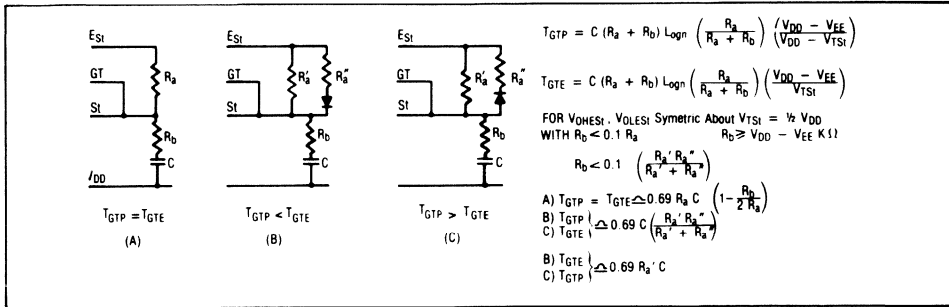 ESt
Ra
GT
St
Rb
C
/DD
TGTP = TGTE
(A)
ESt
GT
R'a
Ra"
St
Rb
C
TGTP < TGTE
(B)
ESt
GT
Ra'
Ra"
St
Rb
C
TGTP > TGTE
(C)
TGTP = C (Ra + Rb) Logn (Ra / Ra + Rb) (VDD − VEE / VDD − VTSt)
TGTE = C (Ra + Rb) Logn (Ra / Ra + Rb) (VDD − VEE / VTSt)
FOR VOHESt, VOLESt Symetric About VTSt = ½ VDD
WITH Rb < 0.1 Ra Rb ≥ VDD − VEE KΩ
Rb < 0.1 (Ra' Ra" / Ra' + Ra")
A) TGTP = TGTE ≏ 0.69 Ra C (1 − Rb / 2 Ra)
B) TGTP
C) TGTE } ≏ 0.69 C (Ra' Ra" / Ra' + Ra")
B) TGTE
C) TGTP } ≏ 0.69 Ra' C